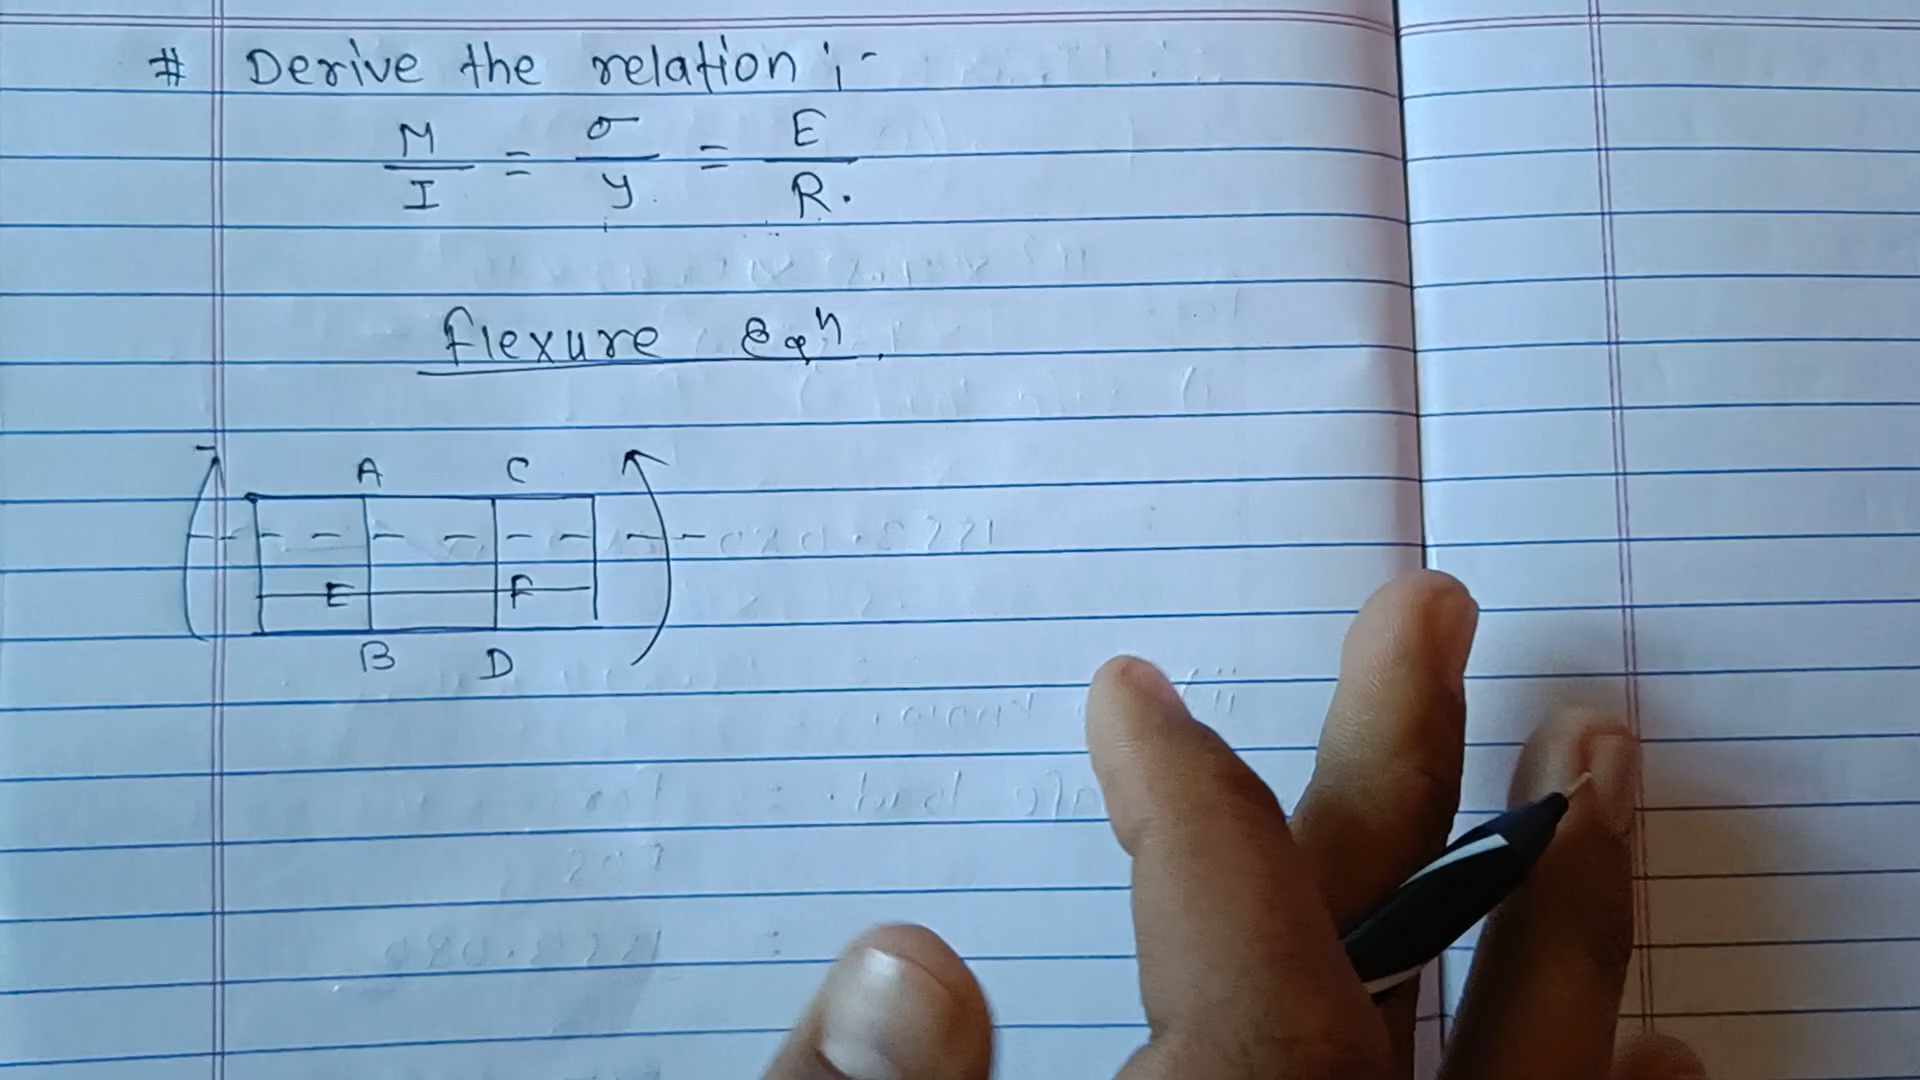 # Derive the relation ;-
M/I = σ/y = E/R.
flexure eqn.
A C
E F
B D